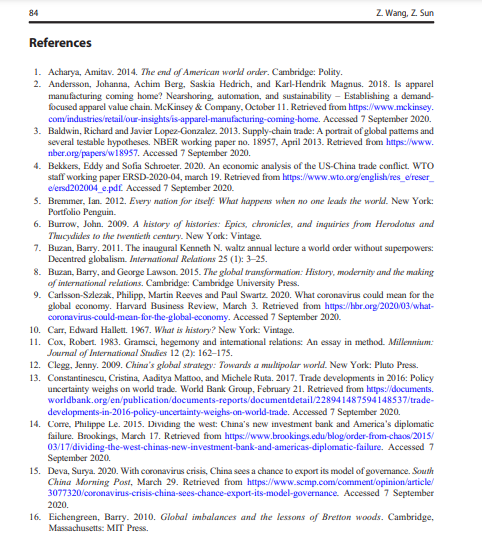 84
Z. Wang, Z. Sun
References
1. Acharya, Amitav. 2014. The end of American world order. Cambridge: Polity.
2. Andersson, Johanna, Achim Berg, Saskia Hedrich, and Karl-Hendrik Magnus. 2018. Is apparel
manufacturing coming home? Nearshoring, automation, and sustainability – Establishing a demand-
focused apparel value chain. McKinsey & Company, October 11. Retrieved from https://www.mckinsey.
com/industries/retail/our-insights/is-apparel-manufacturing-coming-home. Accessed 7 September 2020.
3. Baldwin, Richard and Javier Lopez-Gonzalez. 2013. Supply-chain trade: A portrait of global patterns and
several testable hypotheses. NBER working paper no. 18957, April 2013. Retrieved from https://www.
nber.org/papers/w18957. Accessed 7 September 2020.
4. Bekkers, Eddy and Sofia Schroeter. 2020. An economic analysis of the US-China trade conflict. WTO
staff working paper ERSD-2020-04, march 19. Retrieved from https://www.wto.org/english/res_e/reser_
e/ersd202004_e.pdf. Accessed 7 September 2020.
5. Bremmer, Ian. 2012. Every nation for itself: What happens when no one leads the world. New York:
Portfolio Penguin.
6. Burrow, John. 2009. A history of histories: Epics, chronicles, and inquiries from Herodotus and
Thucydides to the twentieth century. New York: Vintage.
7. Buzan, Barry. 2011. The inaugural Kenneth N. waltz annual lecture a world order without superpowers:
Decentred globalism. International Relations 25 (1): 3–25.
8. Buzan, Barry, and George Lawson. 2015. The global transformation: History, modernity and the making
of international relations. Cambridge: Cambridge University Press.
9. Carlsson-Szlezak, Philipp, Martin Reeves and Paul Swartz. 2020. What coronavirus could mean for the
global economy. Harvard Business Review, March 3. Retrieved from https://hbr.org/2020/03/what-
coronavirus-could-mean-for-the-global-economy. Accessed 7 September 2020.
10. Carr, Edward Hallett. 1967. What is history? New York: Vintage.
11. Cox, Robert. 1983. Gramsci, hegemony and international relations: An essay in method. Millennium:
Journal of International Studies 12 (2): 162–175.
12. Clegg, Jenny. 2009. China's global strategy: Towards a multipolar world. New York: Pluto Press.
13. Constantinescu, Cristina, Aaditya Mattoo, and Michele Ruta. 2017. Trade developments in 2016: Policy
uncertainty weighs on world trade. World Bank Group, February 21. Retrieved from https://documents.
worldbank.org/en/publication/documents-reports/documentdetail/228941487594148537/trade-
developments-in-2016-policy-uncertainty-weighs-on-world-trade. Accessed 7 September 2020.
14. Corre, Philippe Le. 2015. Dividing the west: China's new investment bank and America's diplomatic
failure. Brookings, March 17. Retrieved from https://www.brookings.edu/blog/order-from-chaos/2015/
03/17/dividing-the-west-chinas-new-investment-bank-and-americas-diplomatic-failure. Accessed 7
September 2020.
15. Deva, Surya. 2020. With coronavirus crisis, China sees a chance to export its model of governance. South
China Morning Post, March 29. Retrieved from https://www.scmp.com/comment/opinion/article/
3077320/coronavirus-crisis-china-sees-chance-export-its-model-governance. Accessed 7 September
2020.
16. Eichengreen, Barry. 2010. Global imbalances and the lessons of Bretton woods. Cambridge,
Massachusetts: MIT Press.